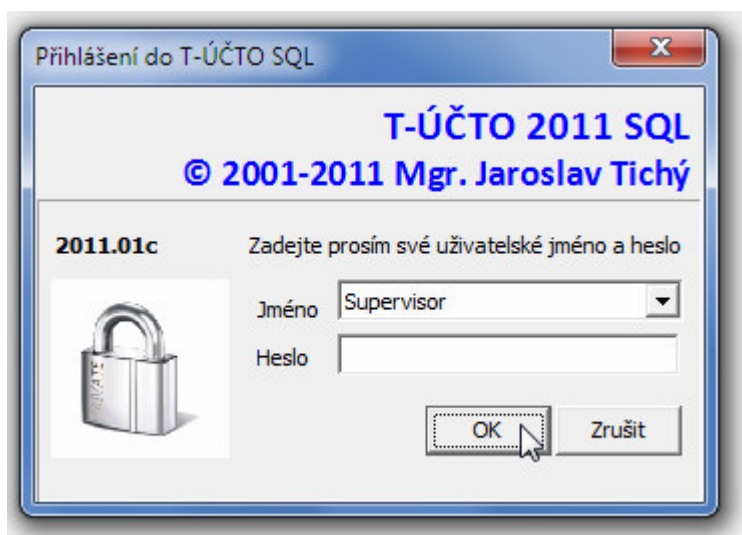 Přihlášení do T-ÚČTO SQL
T-ÚČTO 2011 SQL
© 2001-2011 Mgr. Jaroslav Tichý
2011.01c
Zadejte prosím své uživatelské jméno a heslo
Jméno
Supervisor
Heslo
PRIVATE
OK
Zrušit